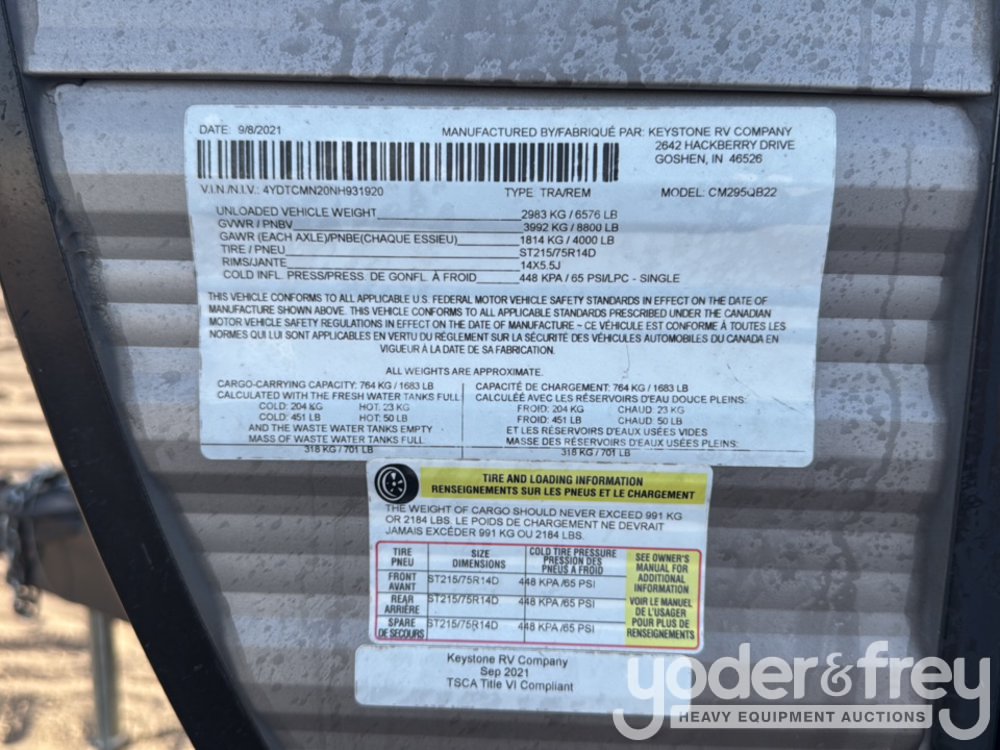 DATE: 9/8/2021 MANUFACTURED BY/FABRIQUÉ PAR: KEYSTONE RV COMPANY
2642 HACKBERRY DRIVE
GOSHEN, IN 46526
V.I.N./N.I.V.: 4YDTCMN20NH931920 TYPE TRA/REM MODEL: CM295QB22
UNLOADED VEHICLE WEIGHT 2983 KG / 6576 LB
GVWR / PNBV 3992 KG / 8800 LB
GAWR (EACH AXLE)/PNBE(CHAQUE ESSIEU) 1814 KG / 4000 LB
TIRE / PNEU ST215/75R14D
RIMS/JANTE 14X5.5J
COLD INFL. PRESS/PRESS. DE GONFL. À FROID 448 KPA / 65 PSI/LPC - SINGLE
THIS VEHICLE CONFORMS TO ALL APPLICABLE U.S. FEDERAL MOTOR VEHICLE SAFETY STANDARDS IN EFFECT ON THE DATE OF
MANUFACTURE SHOWN ABOVE. THIS VEHICLE CONFORMS TO ALL APPLICABLE STANDARDS PRESCRIBED UNDER THE CANADIAN
MOTOR VEHICLE SAFETY REGULATIONS IN EFFECT ON THE DATE OF MANUFACTURE ~ CE VÉHICULE EST CONFORME À TOUTES LES
NORMES QUI LUI SONT APPLICABLES EN VERTU DU RÉGLEMENT SUR LA SÉCURITÉ DES VÉHICULES AUTOMOBILES DU CANADA EN
VIGUEUR À LA DATE DE SA FABRICATION.
ALL WEIGHTS ARE APPROXIMATE.
CARGO-CARRYING CAPACITY: 764 KG / 1683 LB
CALCULATED WITH THE FRESH WATER TANKS FULL
COLD: 204 KG HOT: 23 KG
COLD: 451 LB HOT: 50 LB
AND THE WASTE WATER TANKS EMPTY
MASS OF WASTE WATER TANKS FULL
318 KG / 701 LB
CAPACITÉ DE CHARGEMENT: 764 KG / 1683 LB
CALCULÉE AVEC LES RÉSERVOIRS D'EAU DOUCE PLEINS:
FROID: 204 KG CHAUD: 23 KG
FROID: 451 LB CHAUD: 50 LB
ET LES RÉSERVOIRS D'EAUX USÉES VIDES
MASSE DES RÉSERVOIRS D'EAUX USÉES PLEINS:
318 KG / 701 LB
TIRE AND LOADING INFORMATION
RENSEIGNEMENTS SUR LES PNEUS ET LE CHARGEMENT
THE WEIGHT OF CARGO SHOULD NEVER EXCEED 991 KG
OR 2184 LBS. LE POIDS DE CHARGEMENT NE DEVRAIT
JAMAIS EXCÉDER 991 KG OU 2184 LBS.
TIRE PNEU SIZE DIMENSIONS COLD TIRE PRESSURE PRESSION DES PNEUS A FROID
FRONT AVANT ST215/75R14D 448 KPA /65 PSI
REAR ARRIÈRE ST215/75R14D 448 KPA /65 PSI
SPARE DE SECOURS ST215/75R14D 448 KPA /65 PSI
SEE OWNER'S
MANUAL FOR
ADDITIONAL
INFORMATION
VOIR LE MANUEL
DE L'USAGER
POUR PLUS DE
RENSEIGNEMENTS
Keystone RV Company
Sep 2021
TSCA Title VI Compliant
yoder&frey
HEAVY EQUIPMENT AUCTIONS